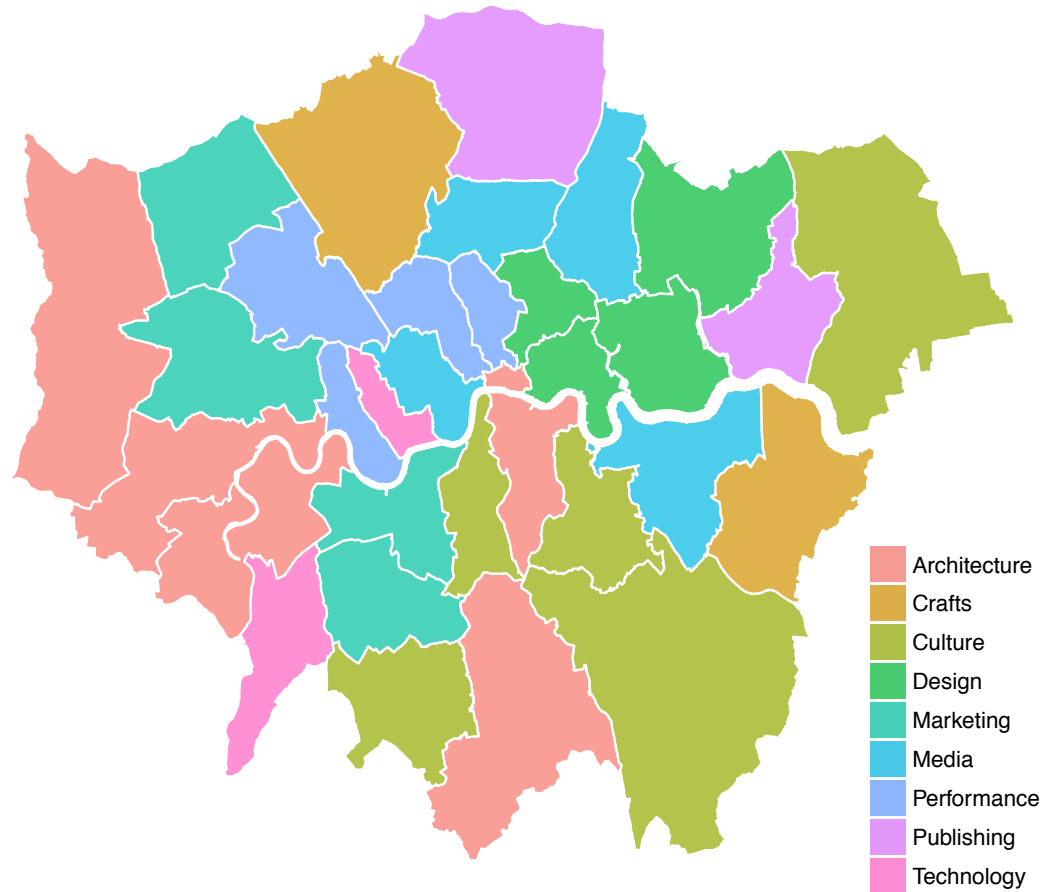 Architecture
Crafts
Culture
Design
Marketing
Media
Performance
Publishing
Technology